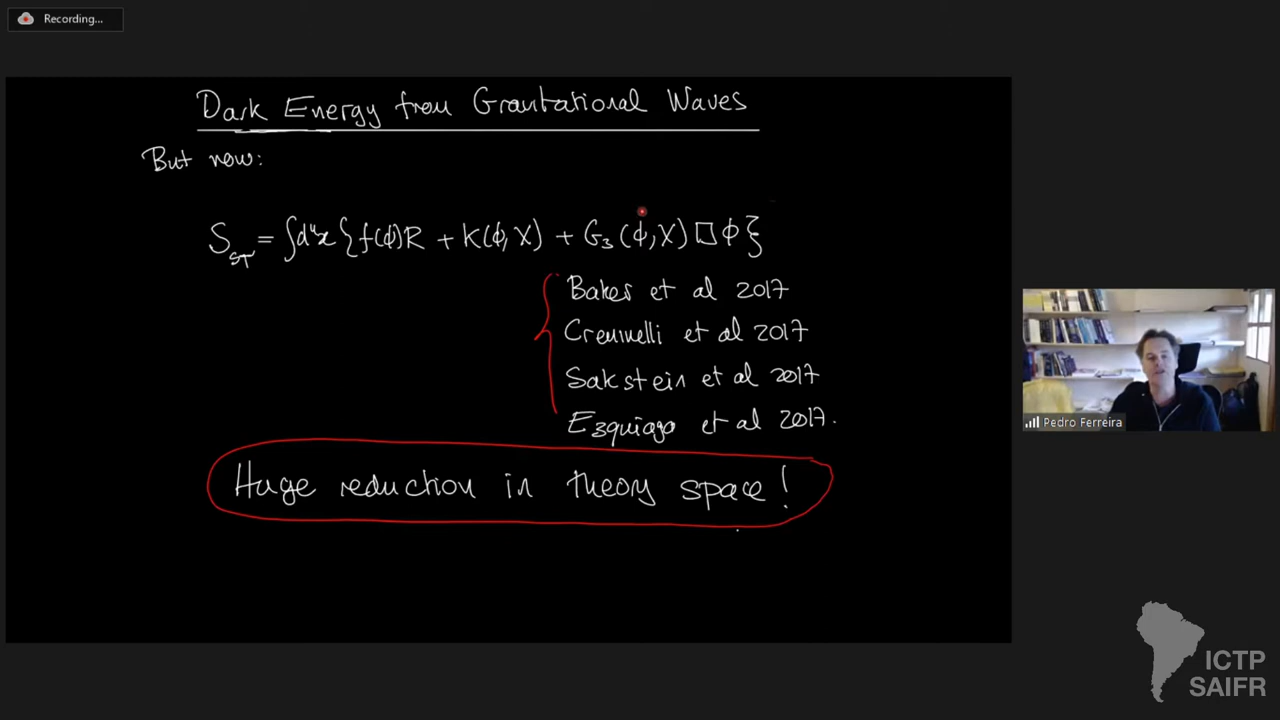 Recording...
Dark Energy from Gravitational Waves
But now:
S_ST = ∫d⁴x {f(ϕ)R + K(ϕ,X) + G₃(ϕ,X)□ϕ}
Baker et al 2017
Creminelli et al 2017
Sakstein et al 2017
Ezquiaga et al 2017.
Huge reduction in theory space!
Pedro Ferreira
ICTP
SAIFR